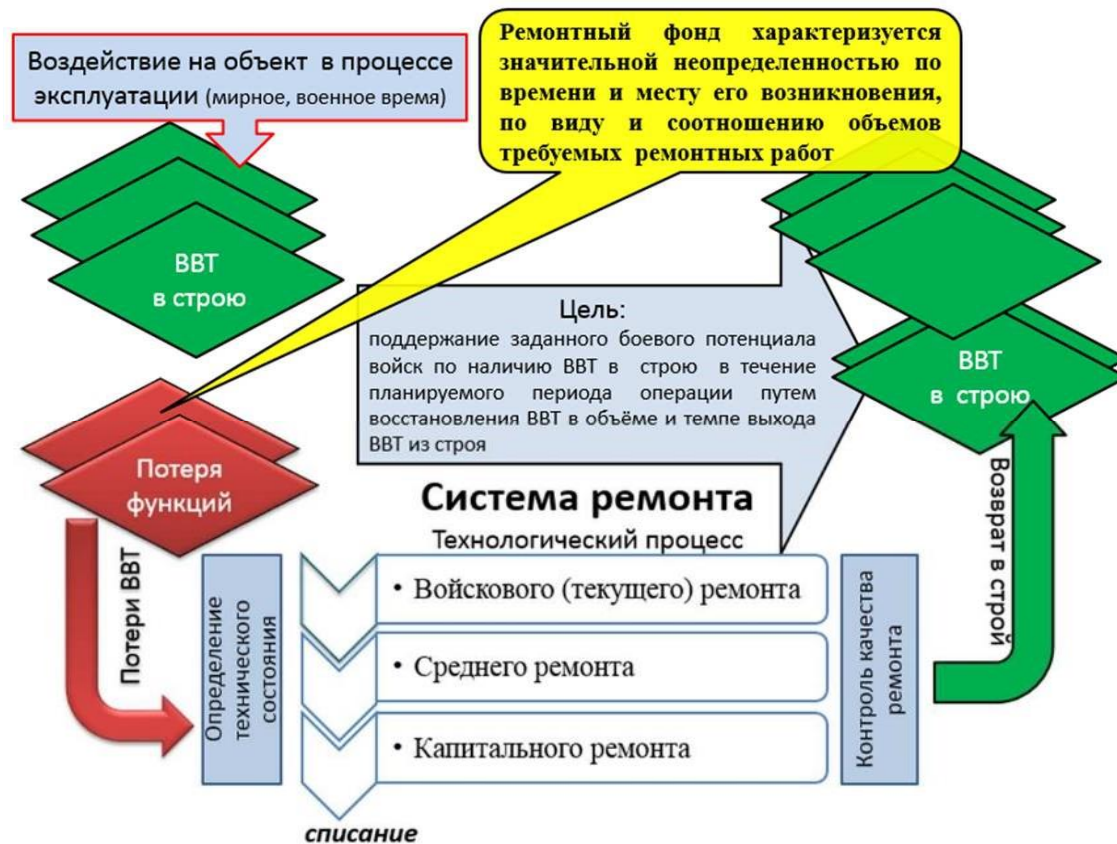 Воздействие на объект в процессе
эксплуатации (мирное, военное время)
Ремонтный фонд характеризуется
значительной неопределенностью по
времени и месту его возникновения,
по виду и соотношению объемов
требуемых ремонтных работ
ВВТ
в строю
Цель:
поддержание заданного боевого потенциала
войск по наличию ВВТ в строю в течение
планируемого периода операции путем
восстановления ВВТ в объёме и темпе выхода
ВВТ из строя
ВВТ
в строю
Потеря
функций
Система ремонта
Технологический процесс
Потери ВВТ
Определение
технического
состояния
• Войскового (текущего) ремонта
• Среднего ремонта
• Капитального ремонта
списание
Контроль качества
ремонта
Возврат в строй